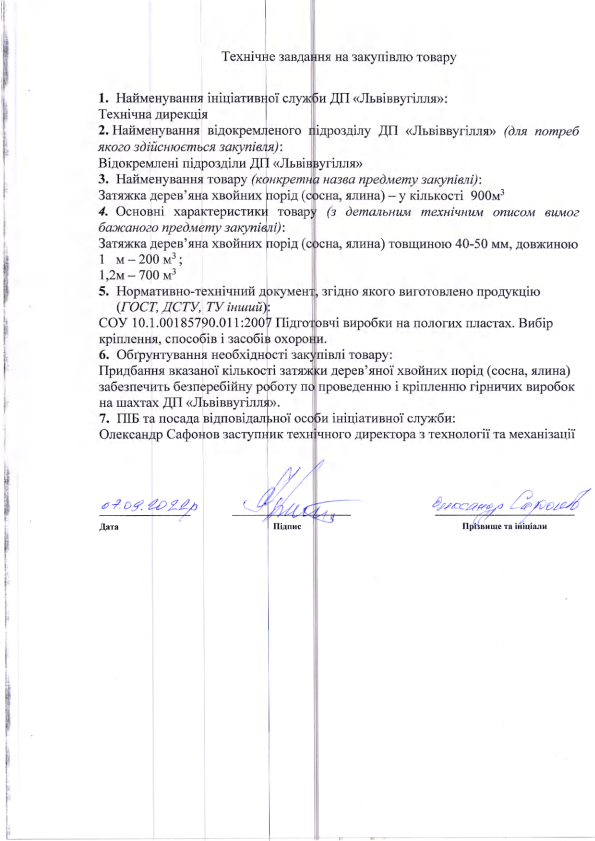 Технічне завдання на закупівлю товару
1. Найменування ініціативної служби ДП «Львіввугілля»:
Технічна дирекція
2. Найменування відокремленого підрозділу ДП «Львіввугілля» (для потреб
якого здійснюється закупівля):
Відокремлені підрозділи ДП «Львіввугілля»
3. Найменування товару (конкретна назва предмету закупівлі):
Затяжка дерев’яна хвойних порід (сосна, ялина) – у кількості 900м³
4. Основні характеристики товару (з детальним технічним описом вимог
бажаного предмету закупівлі):
Затяжка дерев’яна хвойних порід (сосна, ялина) товщиною 40-50 мм, довжиною
1 м – 200 м³ ;
1,2м – 700 м³
5. Нормативно-технічний документ, згідно якого виготовлено продукцію
(ГОСТ, ДСТУ, ТУ інший):
СОУ 10.1.00185790.011:2007 Підготовчі виробки на пологих пластах. Вибір
кріплення, способів і засобів охорони.
6. Обґрунтування необхідності закупівлі товару:
Придбання вказаної кількості затяжки дерев’яної хвойних порід (сосна, ялина)
забезпечить безперебійну роботу по проведенню і кріпленню гірничих виробок
на шахтах ДП «Львіввугілля».
7. ПІБ та посада відповідальної особи ініціативної служби:
Олександр Сафонов заступник технічного директора з технології та механізації
07.09.2022р Олександр Сафонов
Дата Підпис Прізвище та ініціали